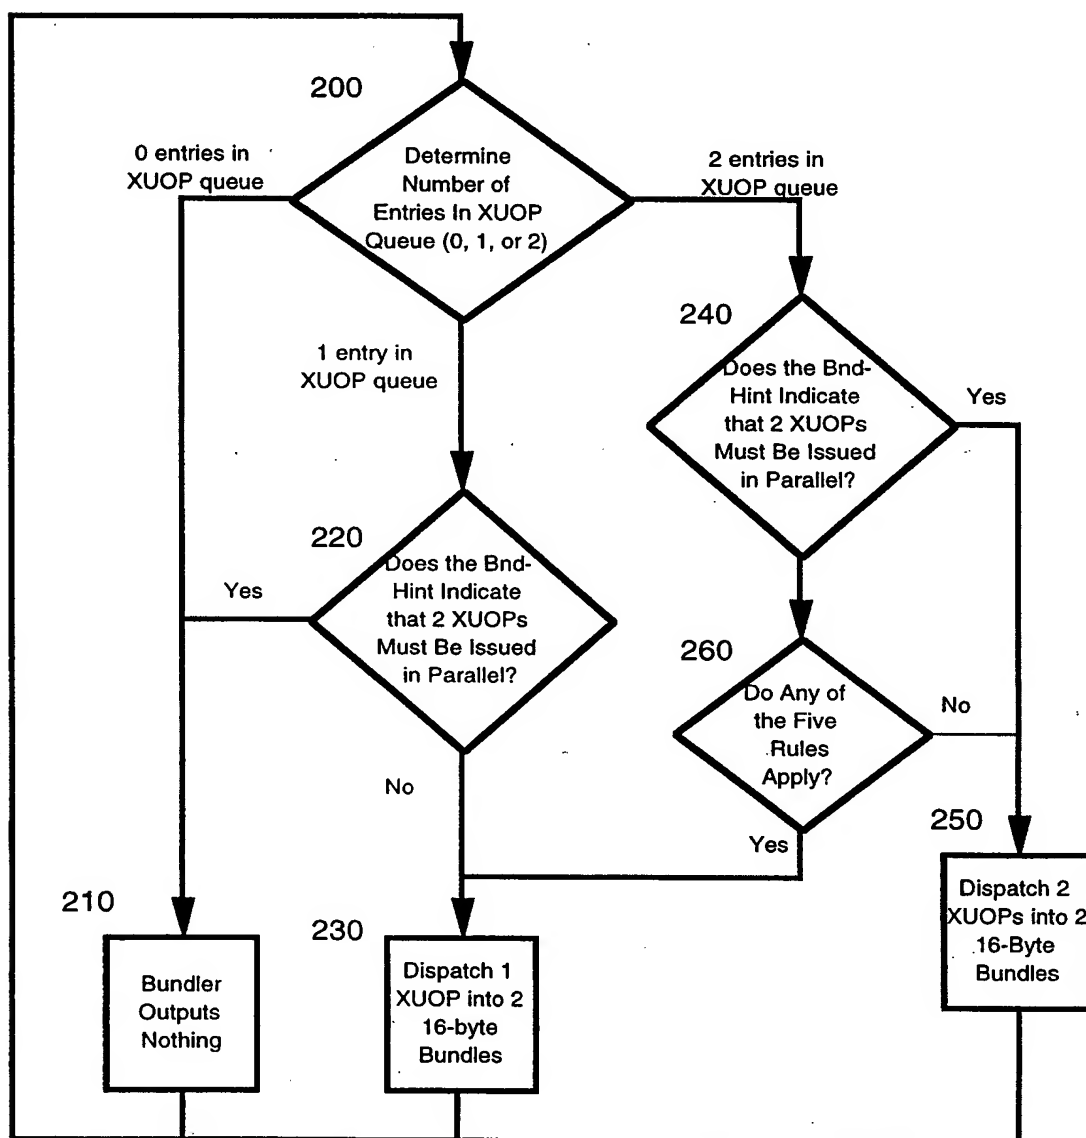 200
Determine
Number of
Entries In XUOP
Queue (0, 1, or 2)
0 entries in
XUOP queue
2 entries in
XUOP queue
1 entry in
XUOP queue
240
Does the Bnd-
Hint Indicate
that 2 XUOPs
Must Be Issued
in Parallel?
Yes
220
Does the Bnd-
Hint Indicate
that 2 XUOPs
Must Be Issued
in Parallel?
Yes
No
260
Do Any of
the Five
Rules
Apply?
No
Yes
210
Bundler
Outputs
Nothing
230
Dispatch 1
XUOP into 2
16-byte
Bundles
250
Dispatch 2
XUOPs into 2
16-Byte
Bundles